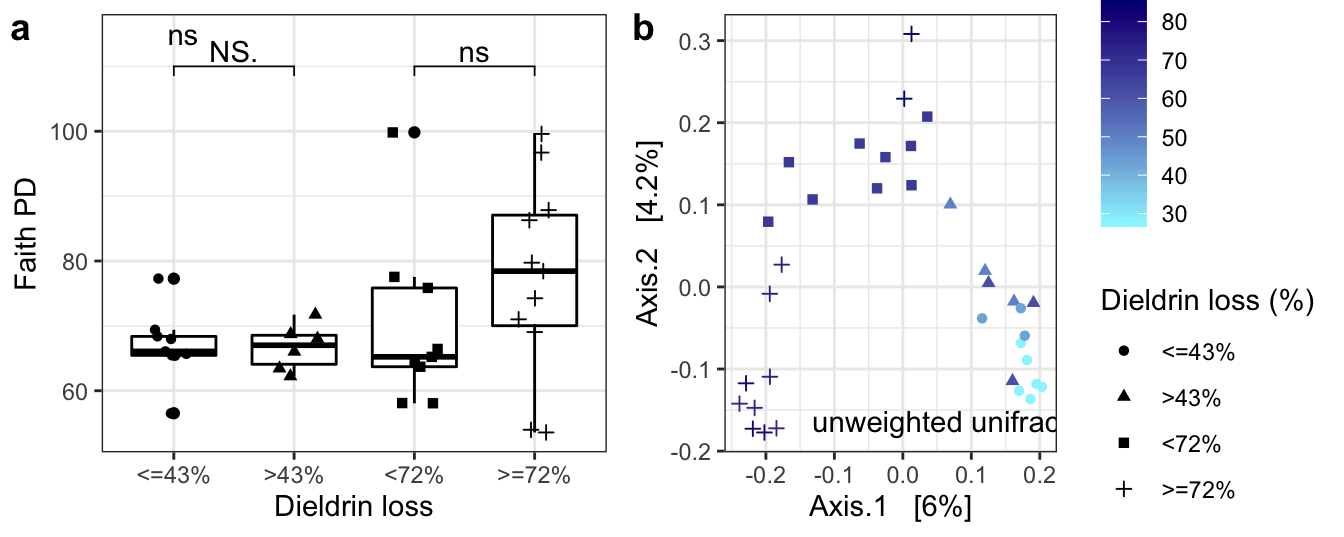 a
ns
NS.
ns
100
80
60
Faith PD
<=43%
>43%
<72%
>=72%
Dieldrin loss
b
0.3
0.2
0.1
0.0
-0.1
-0.2
Axis.2 [4.2%]
unweighted unifrac
-0.2
-0.1
0.0
0.1
0.2
Axis.1 [6%]
80
70
60
50
40
30
Dieldrin loss (%)
<=43%
>43%
<72%
>=72%